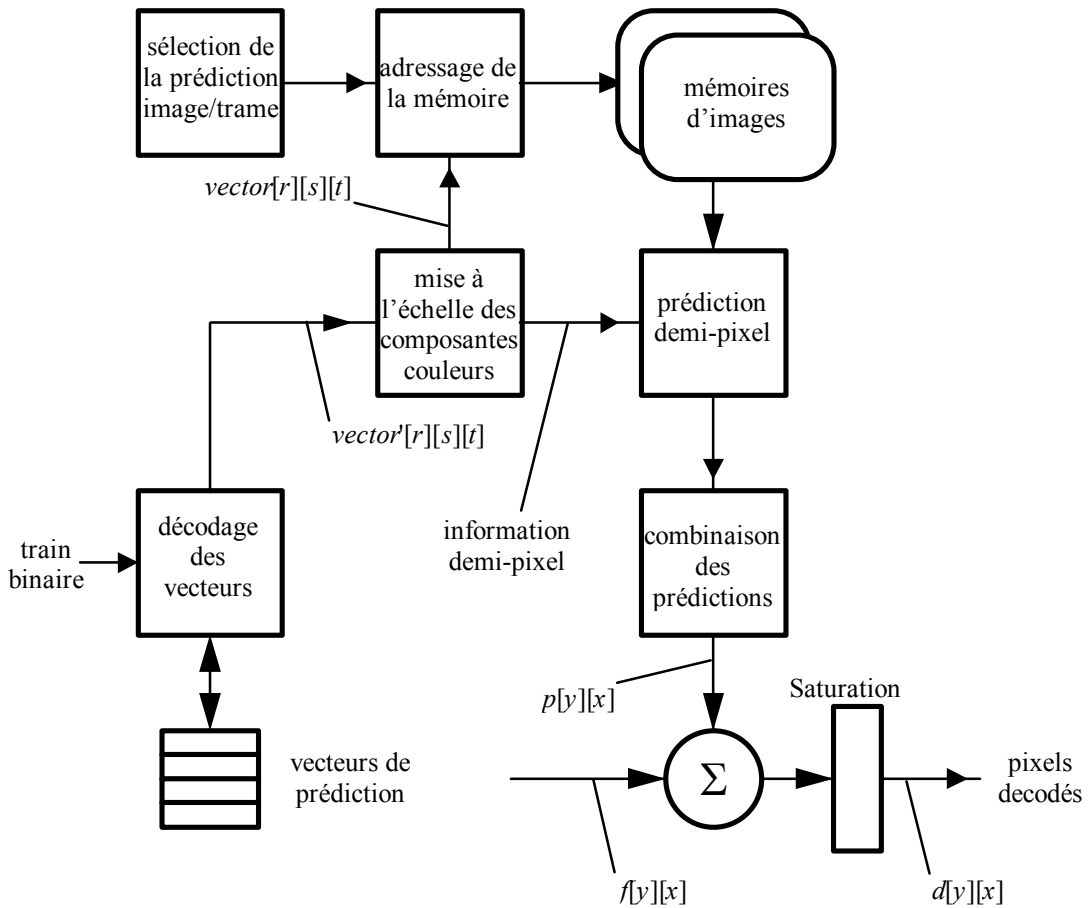 sélection de
la prédiction
image/trame
adressage de
la mémoire
mémoires
d'images
vector[r][s][t]
mise à
l'échelle des
composantes
couleurs
prédiction
demi-pixel
vector'[r][s][t]
train
binaire
décodage
des
vecteurs
information
demi-pixel
combinaison
des
prédictions
p[y][x]
Saturation
vecteurs de
prédiction
Σ
pixels
decodés
f[y][x]
d[y][x]